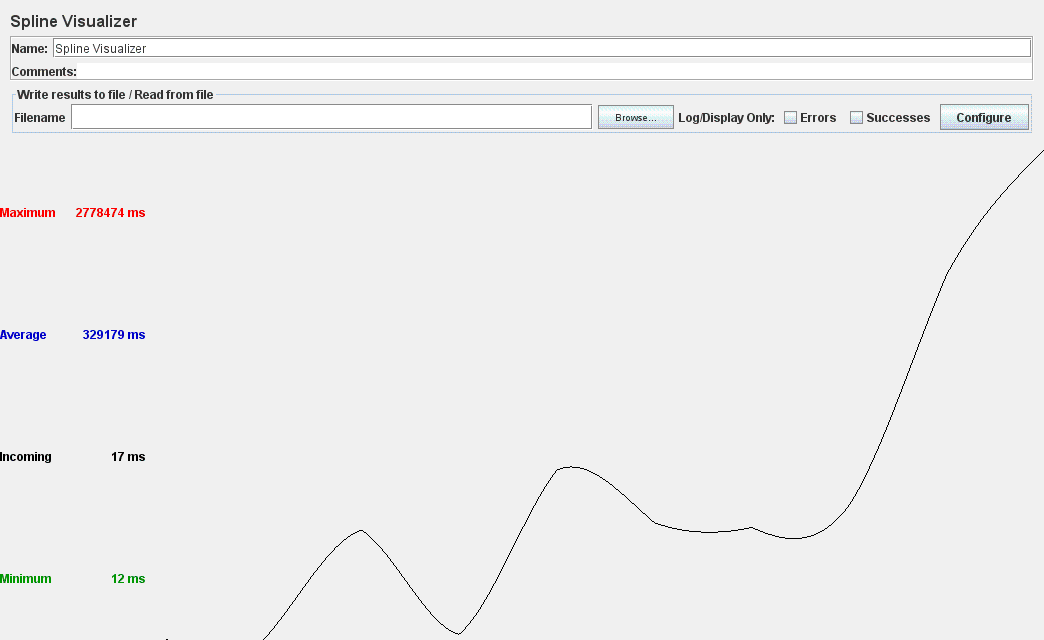 Spline Visualizer
Name: Spline Visualizer
Comments:
Write results to file / Read from file
Filename Browse... Log/Display Only: Errors Successes Configure
Maximum 2778474 ms
Average 329179 ms
Incoming 17 ms
Minimum 12 ms